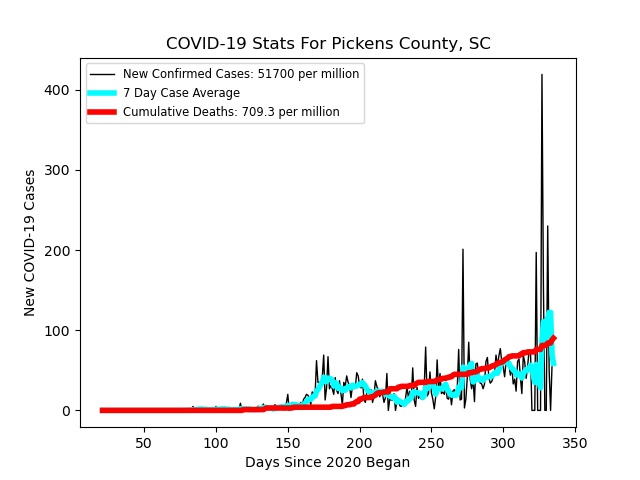 COVID-19 Stats For Pickens County, SC
New Confirmed Cases: 51700 per million
7 Day Case Average
Cumulative Deaths: 709.3 per million
New COVID-19 Cases
400
300
200
100
0
50 100 150 200 250 300 350
Days Since 2020 Began